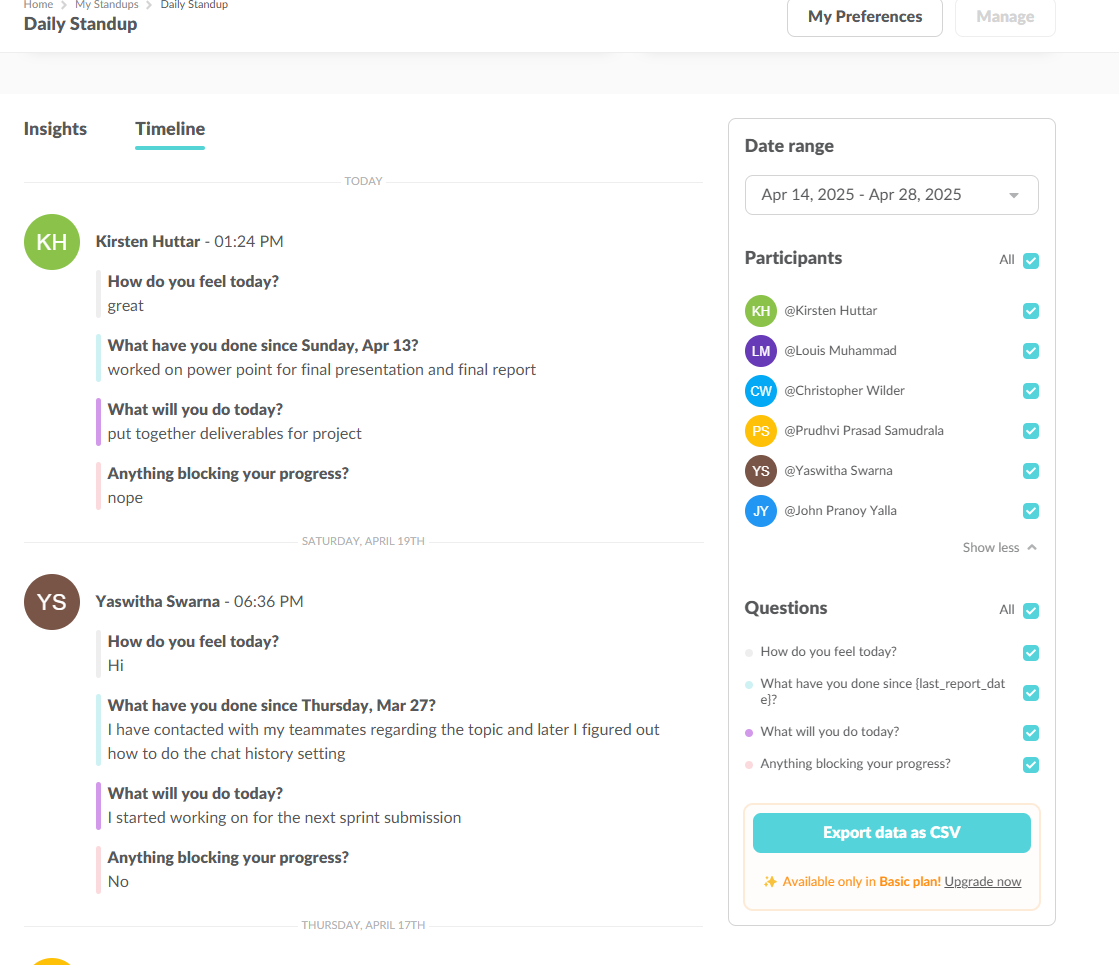 Home > My Standups > Daily Standup
Daily Standup
My Preferences
Manage
Insights
Timeline
TODAY
KH
Kirsten Huttar - 01:24 PM
How do you feel today?
great
What have you done since Sunday, Apr 13?
worked on power point for final presentation and final report
What will you do today?
put together deliverables for project
Anything blocking your progress?
nope
SATURDAY, APRIL 19TH
YS
Yaswitha Swarna - 06:36 PM
How do you feel today?
Hi
What have you done since Thursday, Mar 27?
I have contacted with my teammates regarding the topic and later I figured out
how to do the chat history setting
What will you do today?
I started working on for the next sprint submission
Anything blocking your progress?
No
THURSDAY, APRIL 17TH
Date range
Apr 14, 2025 - Apr 28, 2025
Participants
All
KH @Kirsten Huttar
LM @Louis Muhammad
CW @Christopher Wilder
PS @Prudhvi Prasad Samudrala
YS @Yaswitha Swarna
JY @John Pranoy Yalla
Show less
Questions
All
How do you feel today?
What have you done since {last_report_dat
e}?
What will you do today?
Anything blocking your progress?
Export data as CSV
✨ Available only in Basic plan! Upgrade now